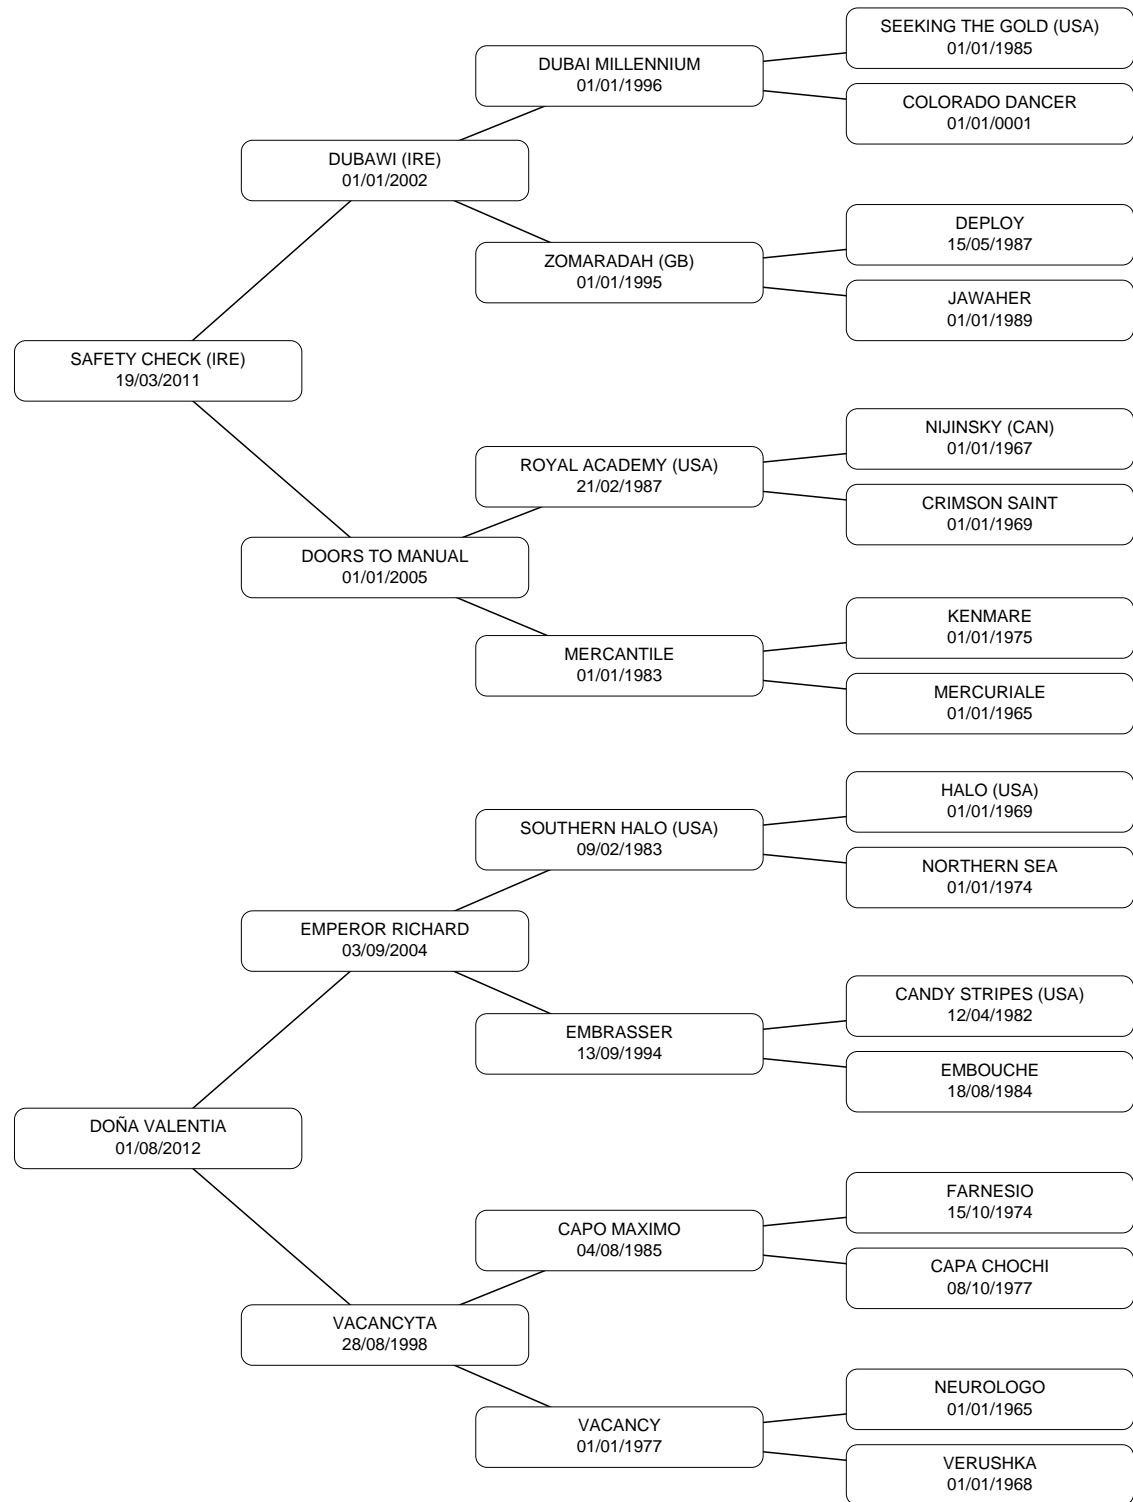 SEEKING THE GOLD (USA)
01/01/1985
DUBAI MILLENNIUM
01/01/1996
COLORADO DANCER
01/01/0001
DUBAWI (IRE)
01/01/2002
DEPLOY
15/05/1987
ZOMARADAH (GB)
01/01/1995
JAWAHER
01/01/1989
SAFETY CHECK (IRE)
19/03/2011
NIJINSKY (CAN)
01/01/1967
ROYAL ACADEMY (USA)
21/02/1987
CRIMSON SAINT
01/01/1969
DOORS TO MANUAL
01/01/2005
KENMARE
01/01/1975
MERCANTILE
01/01/1983
MERCURIALE
01/01/1965
HALO (USA)
01/01/1969
SOUTHERN HALO (USA)
09/02/1983
NORTHERN SEA
01/01/1974
EMPEROR RICHARD
03/09/2004
CANDY STRIPES (USA)
12/04/1982
EMBRASSER
13/09/1994
EMBOUCHE
18/08/1984
DOÑA VALENTIA
01/08/2012
FARNESIO
15/10/1974
CAPO MAXIMO
04/08/1985
CAPA CHOCHI
08/10/1977
VACANCYTA
28/08/1998
NEUROLOGO
01/01/1965
VACANCY
01/01/1977
VERUSHKA
01/01/1968